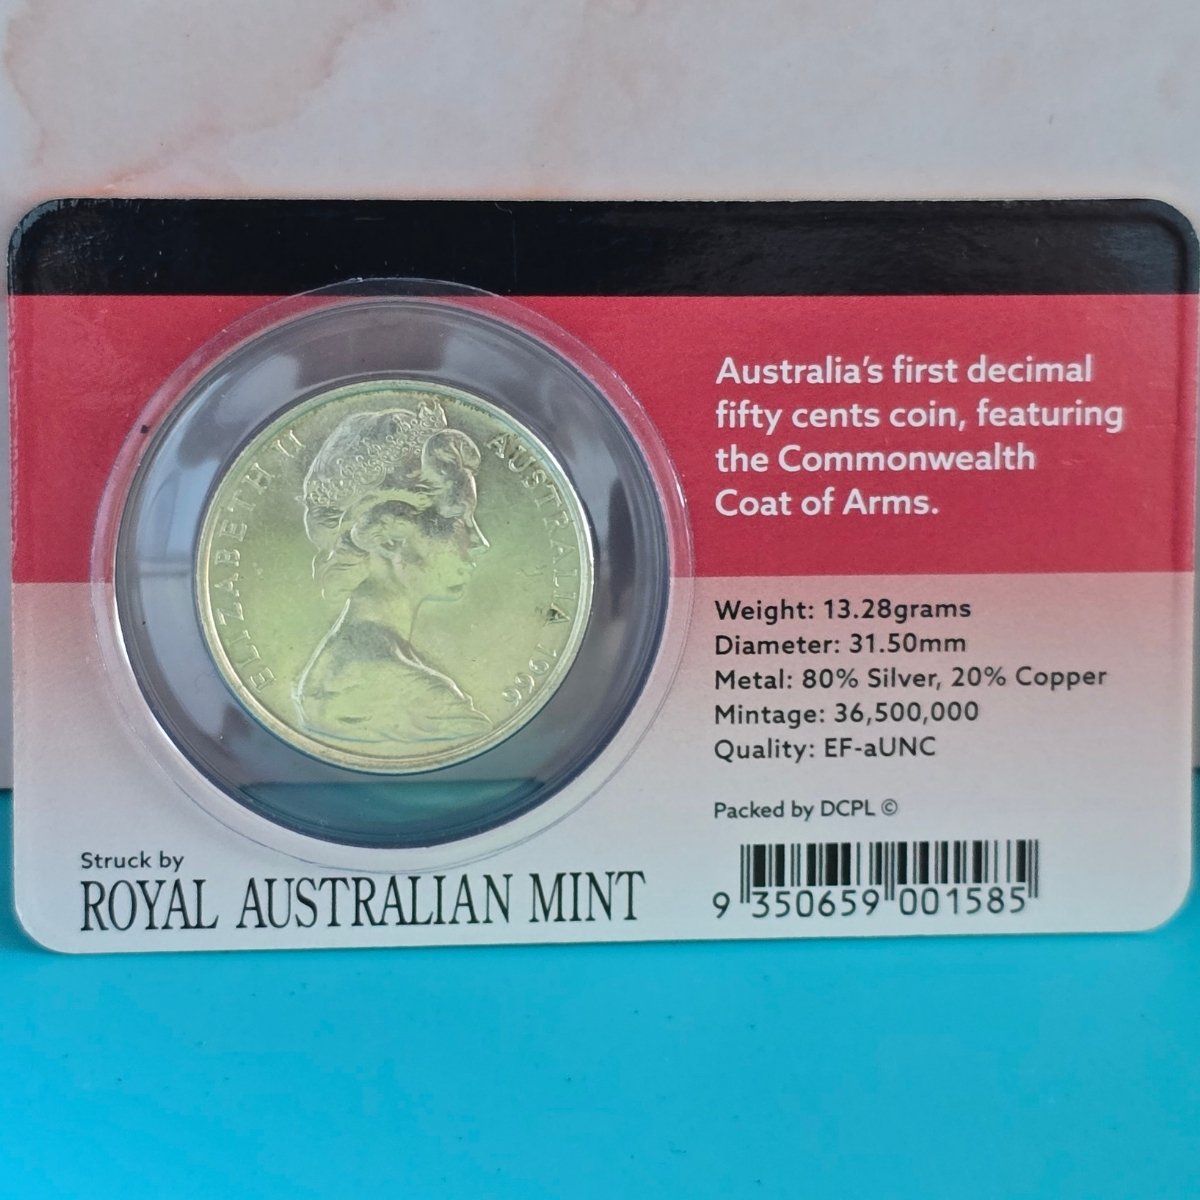 ELIZABETH II AUSTRALIA 1966
Australia's first decimal
fifty cents coin, featuring
the Commonwealth
Coat of Arms.
Weight: 13.28grams
Diameter: 31.50mm
Metal: 80% Silver, 20% Copper
Mintage: 36,500,000
Quality: EF-aUNC
Packed by DCPL ©
Struck by
ROYAL AUSTRALIAN MINT
9 350659 001585